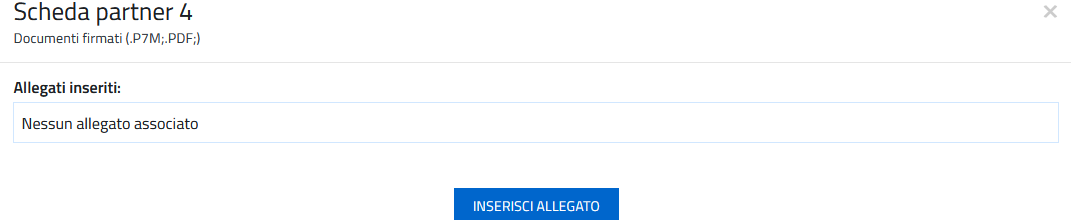 Scheda partner 4
Documenti firmati (.P7M;.PDF;)
Allegati inseriti:
Nessun allegato associato
INSERISCI ALLEGATO